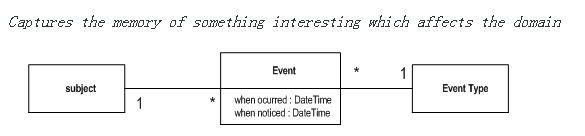 Captures the memory of something interesting which affects the domain
Event
subject
Event Type
when ocurred : DateTime
when noticed : DateTime
1
*
*
1